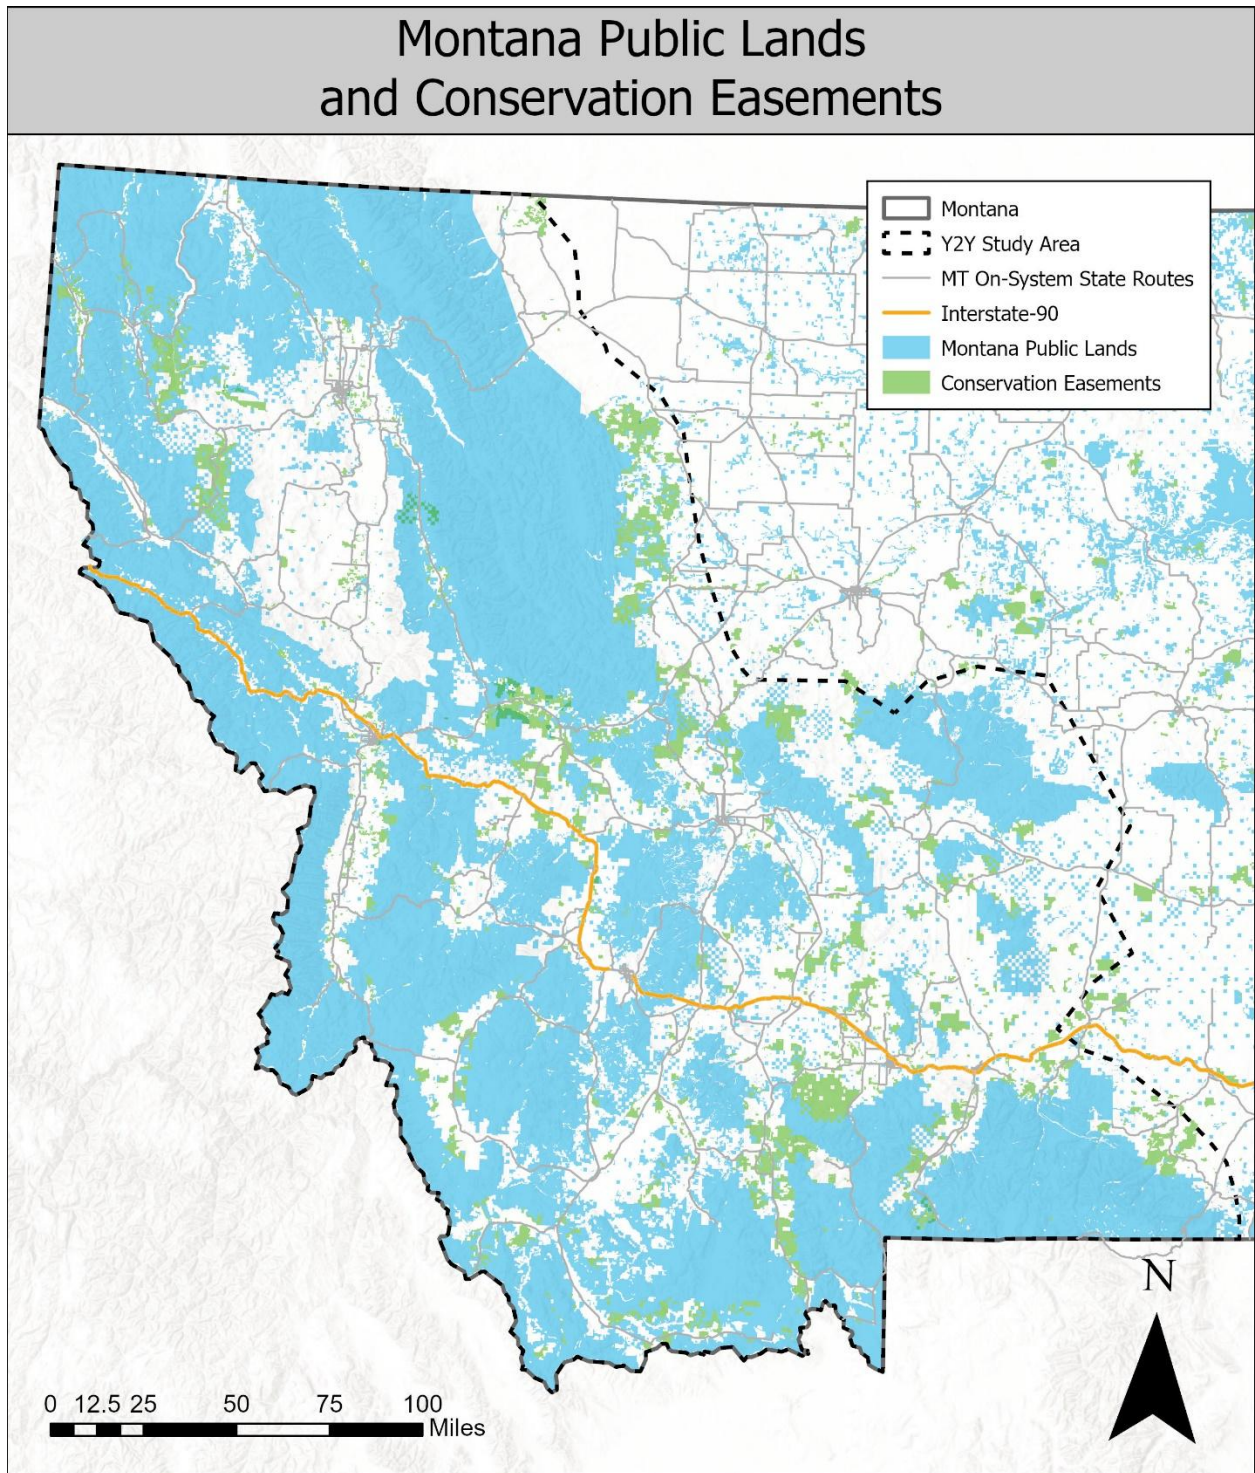 Montana Public Lands
and Conservation Easements
Montana
Y2Y Study Area
MT On-System State Routes
Interstate-90
Montana Public Lands
Conservation Easements
N
0 12.5 25 50 75 100
Miles